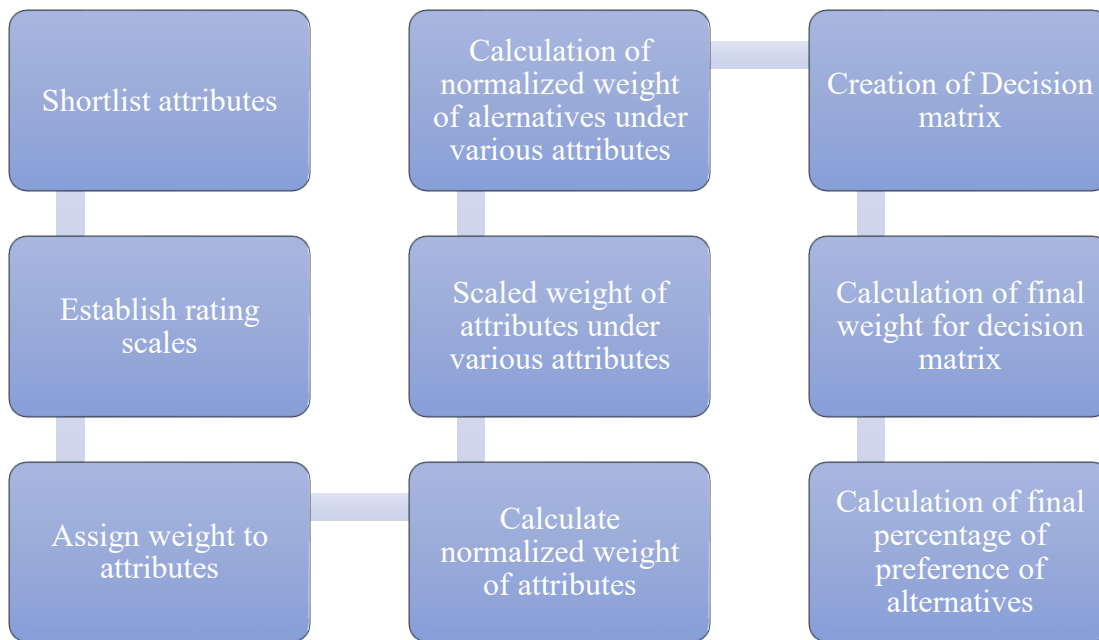 Shortlist attributes
Establish rating
scales
Assign weight to
attributes
Calculate
normalized weight
of attributes
Scaled weight of
attributes under
various attributes
Calculation of
normalized weight
of alernatives under
various attributes
Creation of Decision
matrix
Calculation of final
weight for decision
matrix
Calculation of final
percentage of
preference of
alternatives